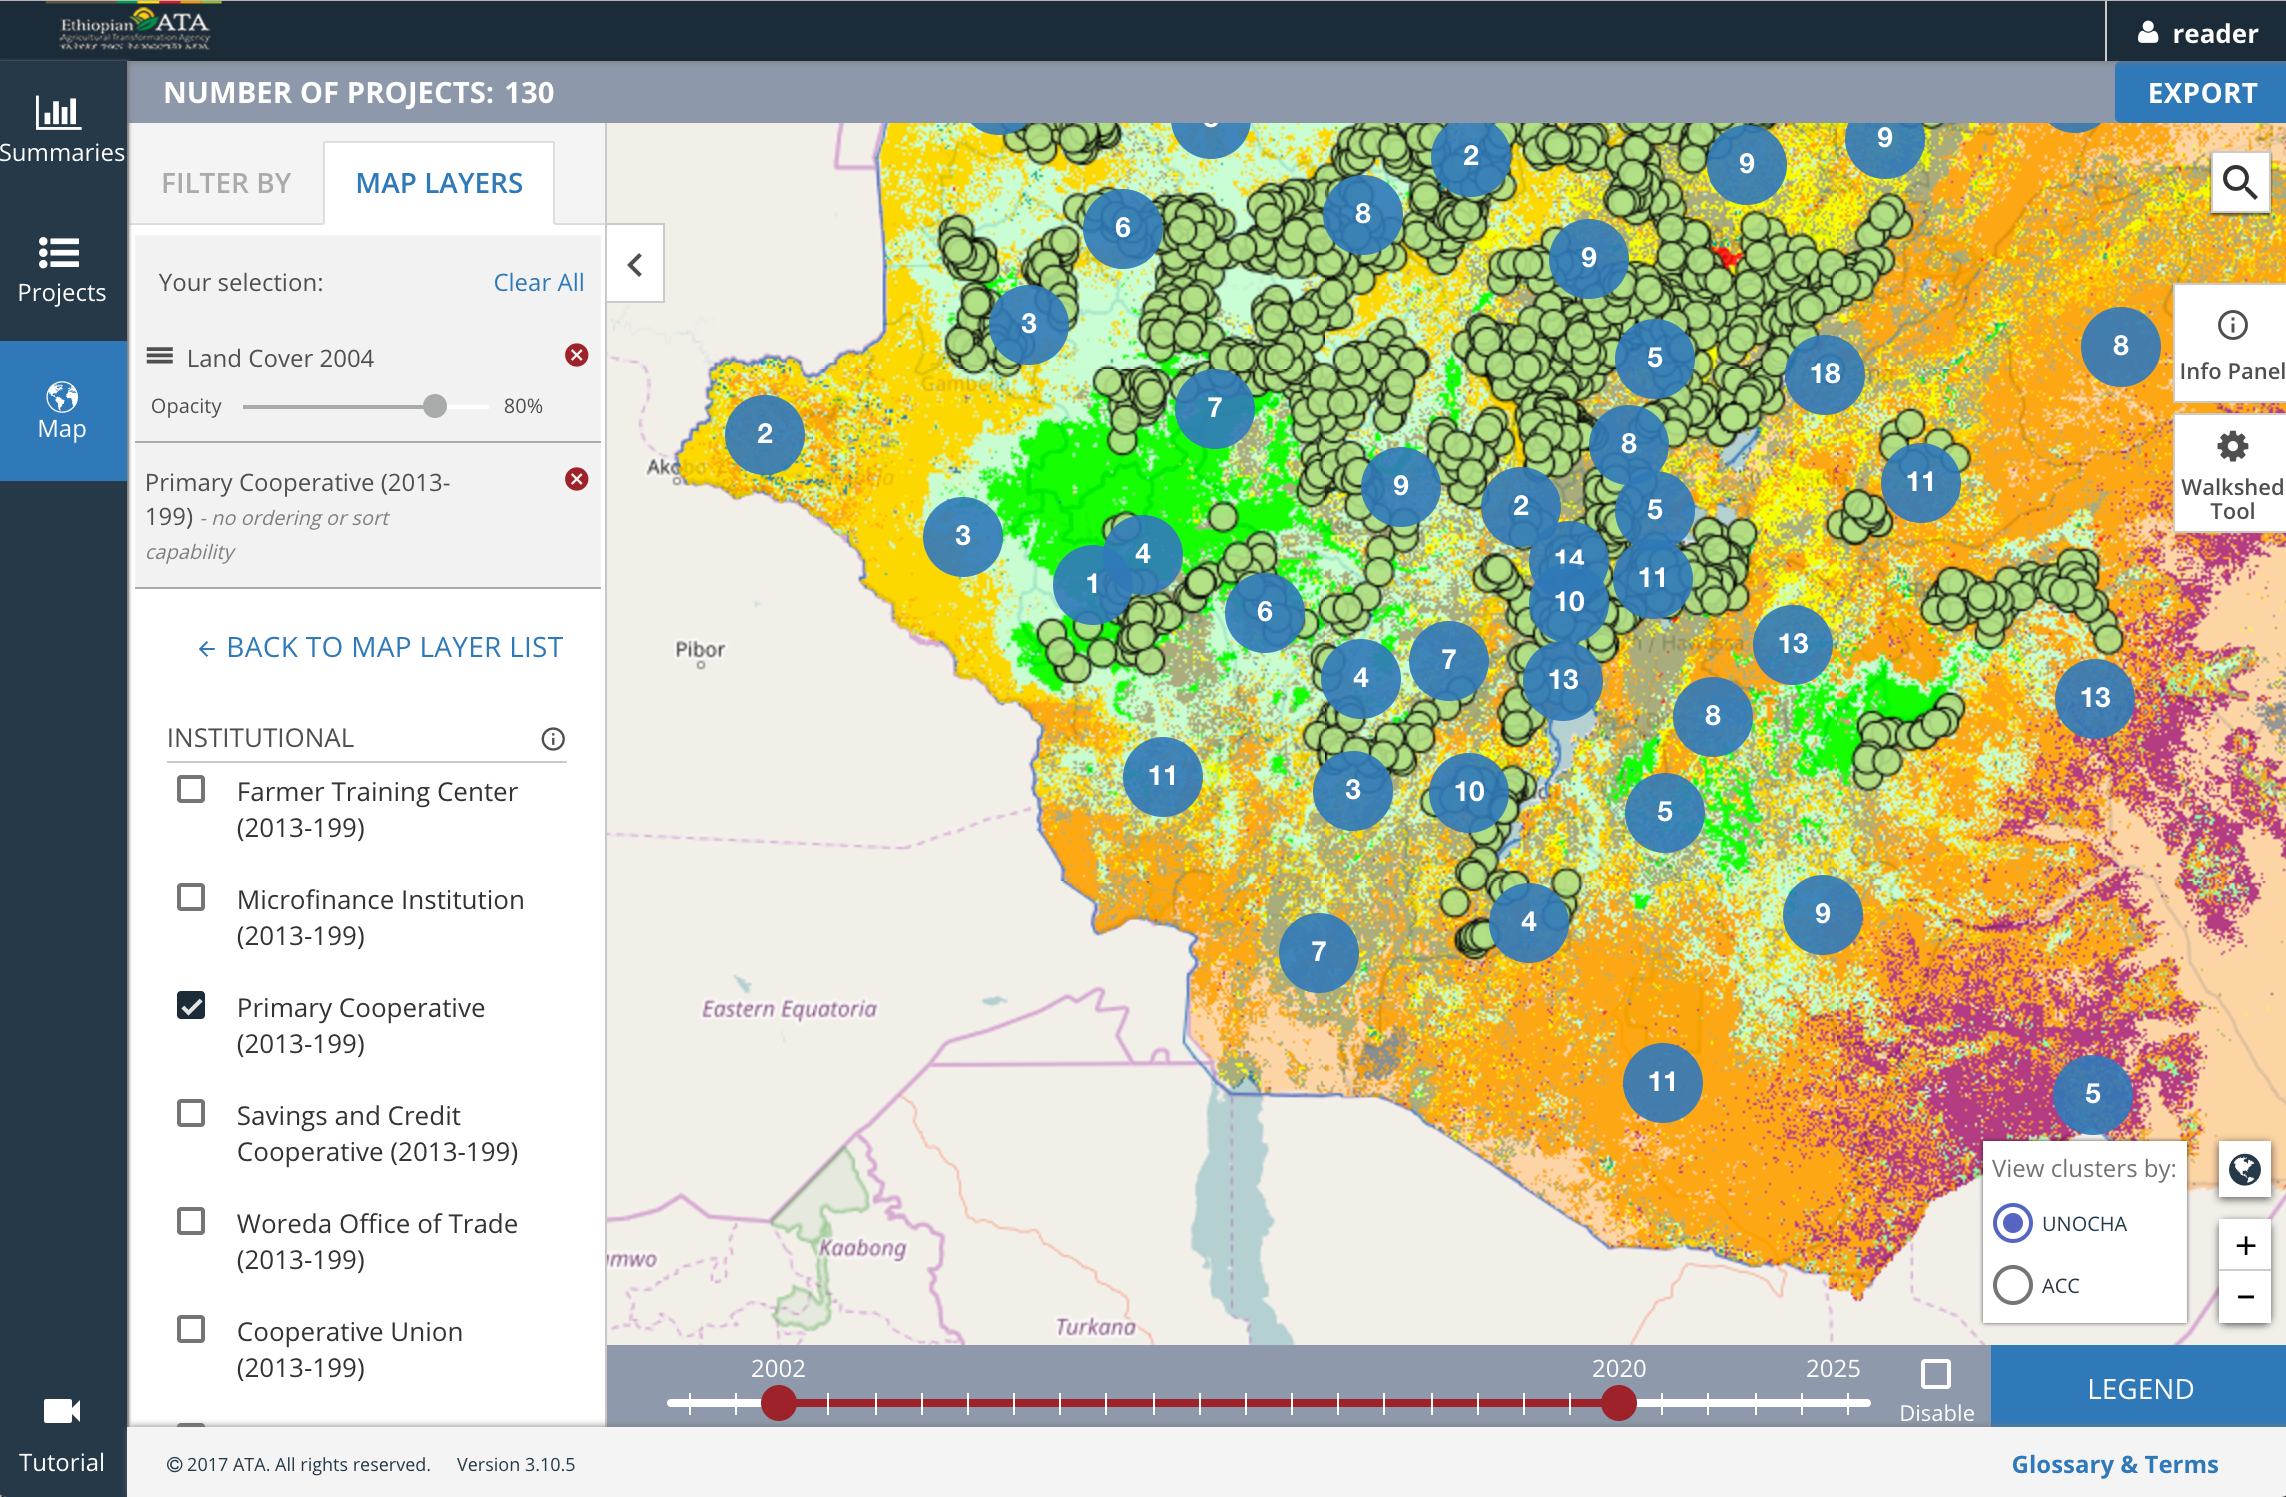 Ethiopian ATA
Agricultural Transformation Agency
reader
NUMBER OF PROJECTS: 130
EXPORT
Summaries
Projects
Map
Tutorial
FILTER BY
MAP LAYERS
Your selection:
Clear All
Land Cover 2004
Opacity
80%
Primary Cooperative (2013-
199) - no ordering or sort
capability
← BACK TO MAP LAYER LIST
INSTITUTIONAL
Farmer Training Center
(2013-199)
Microfinance Institution
(2013-199)
Primary Cooperative
(2013-199)
Savings and Credit
Cooperative (2013-199)
Woreda Office of Trade
(2013-199)
Cooperative Union
(2013-199)
2
9
9
6
8
9
3
5
18
8
7
2
8
9
11
2
5
3
4
14
1
11
10
6
13
7
4
13
13
8
11
3
10
5
9
4
7
11
5
Akobo
Pibor
Eastern Equatoria
Kaabong
Turkana
Info Panel
Walkshed
Tool
View clusters by:
UNOCHA
ACC
+
−
2002
2020
2025
Disable
LEGEND
© 2017 ATA. All rights reserved.
Version 3.10.5
Glossary & Terms